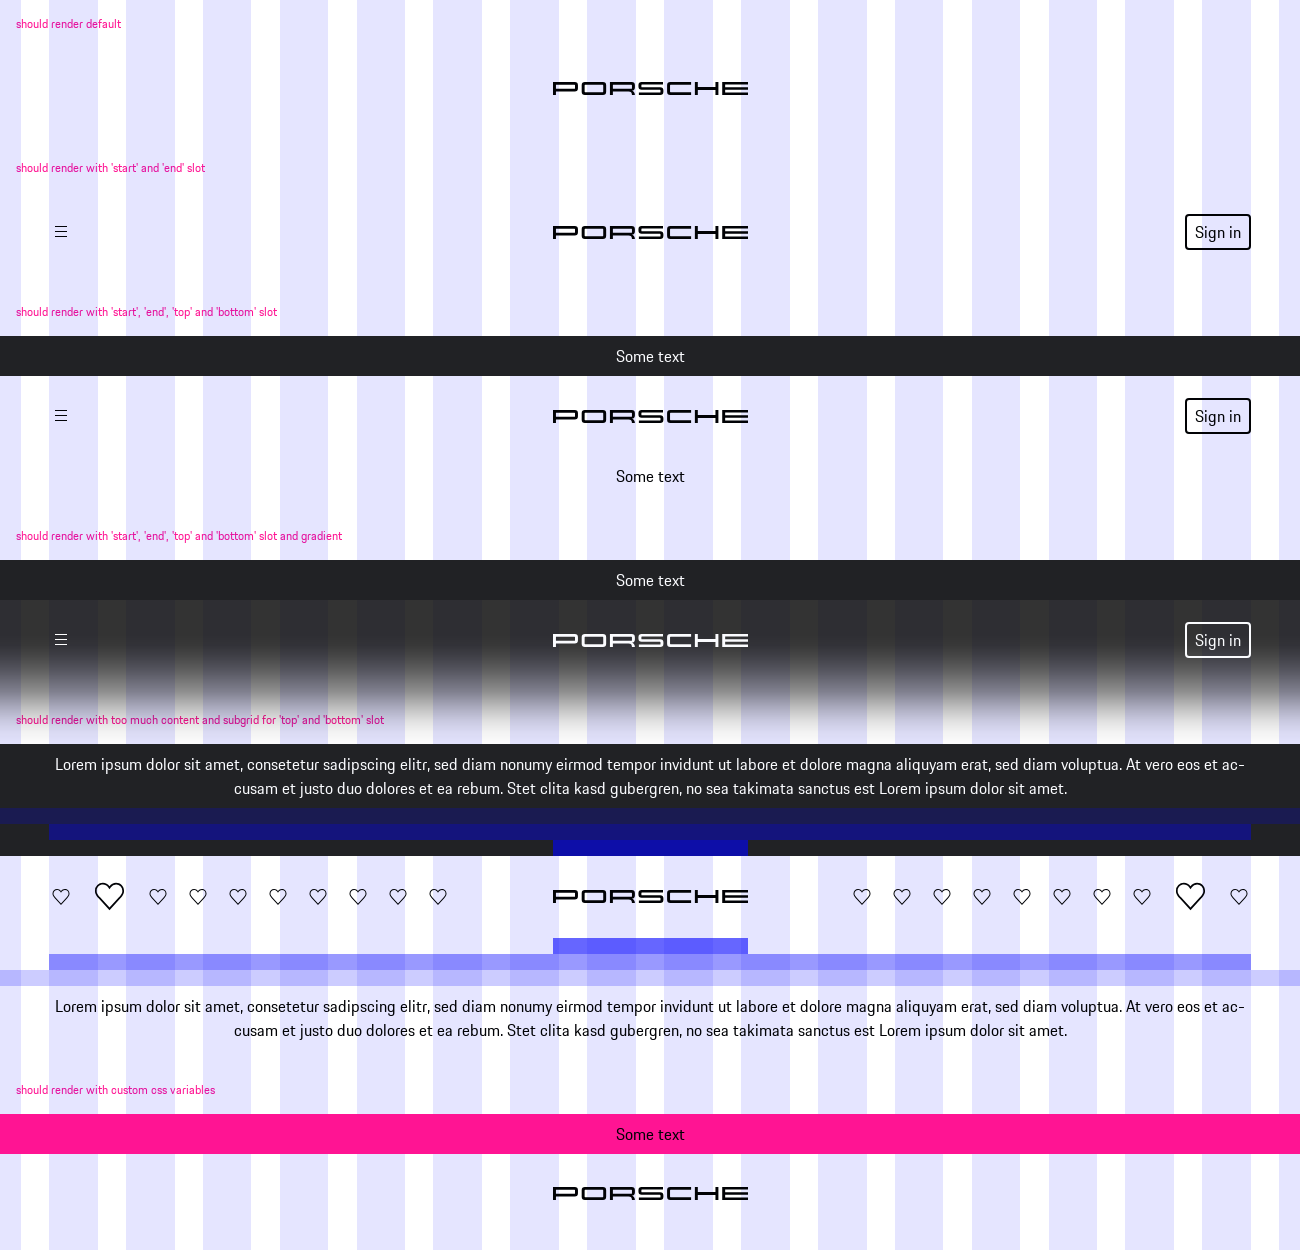 should render default
PORSCHE
should render with 'start' and 'end' slot
PORSCHE
Sign in
should render with 'start', 'end', 'top' and 'bottom' slot
Some text
PORSCHE
Sign in
Some text
should render with 'start', 'end', 'top' and 'bottom' slot and gradient
Some text
PORSCHE
Sign in
should render with too much content and subgrid for 'top' and 'bottom' slot
Lorem ipsum dolor sit amet, consetetur sadipscing elitr, sed diam nonumy eirmod tempor invidunt ut labore et dolore magna aliquyam erat, sed diam voluptua. At vero eos et ac-
cusam et justo duo dolores et ea rebum. Stet clita kasd gubergren, no sea takimata sanctus est Lorem ipsum dolor sit amet.
PORSCHE
Lorem ipsum dolor sit amet, consetetur sadipscing elitr, sed diam nonumy eirmod tempor invidunt ut labore et dolore magna aliquyam erat, sed diam voluptua. At vero eos et ac-
cusam et justo duo dolores et ea rebum. Stet clita kasd gubergren, no sea takimata sanctus est Lorem ipsum dolor sit amet.
should render with custom css variables
Some text
PORSCHE